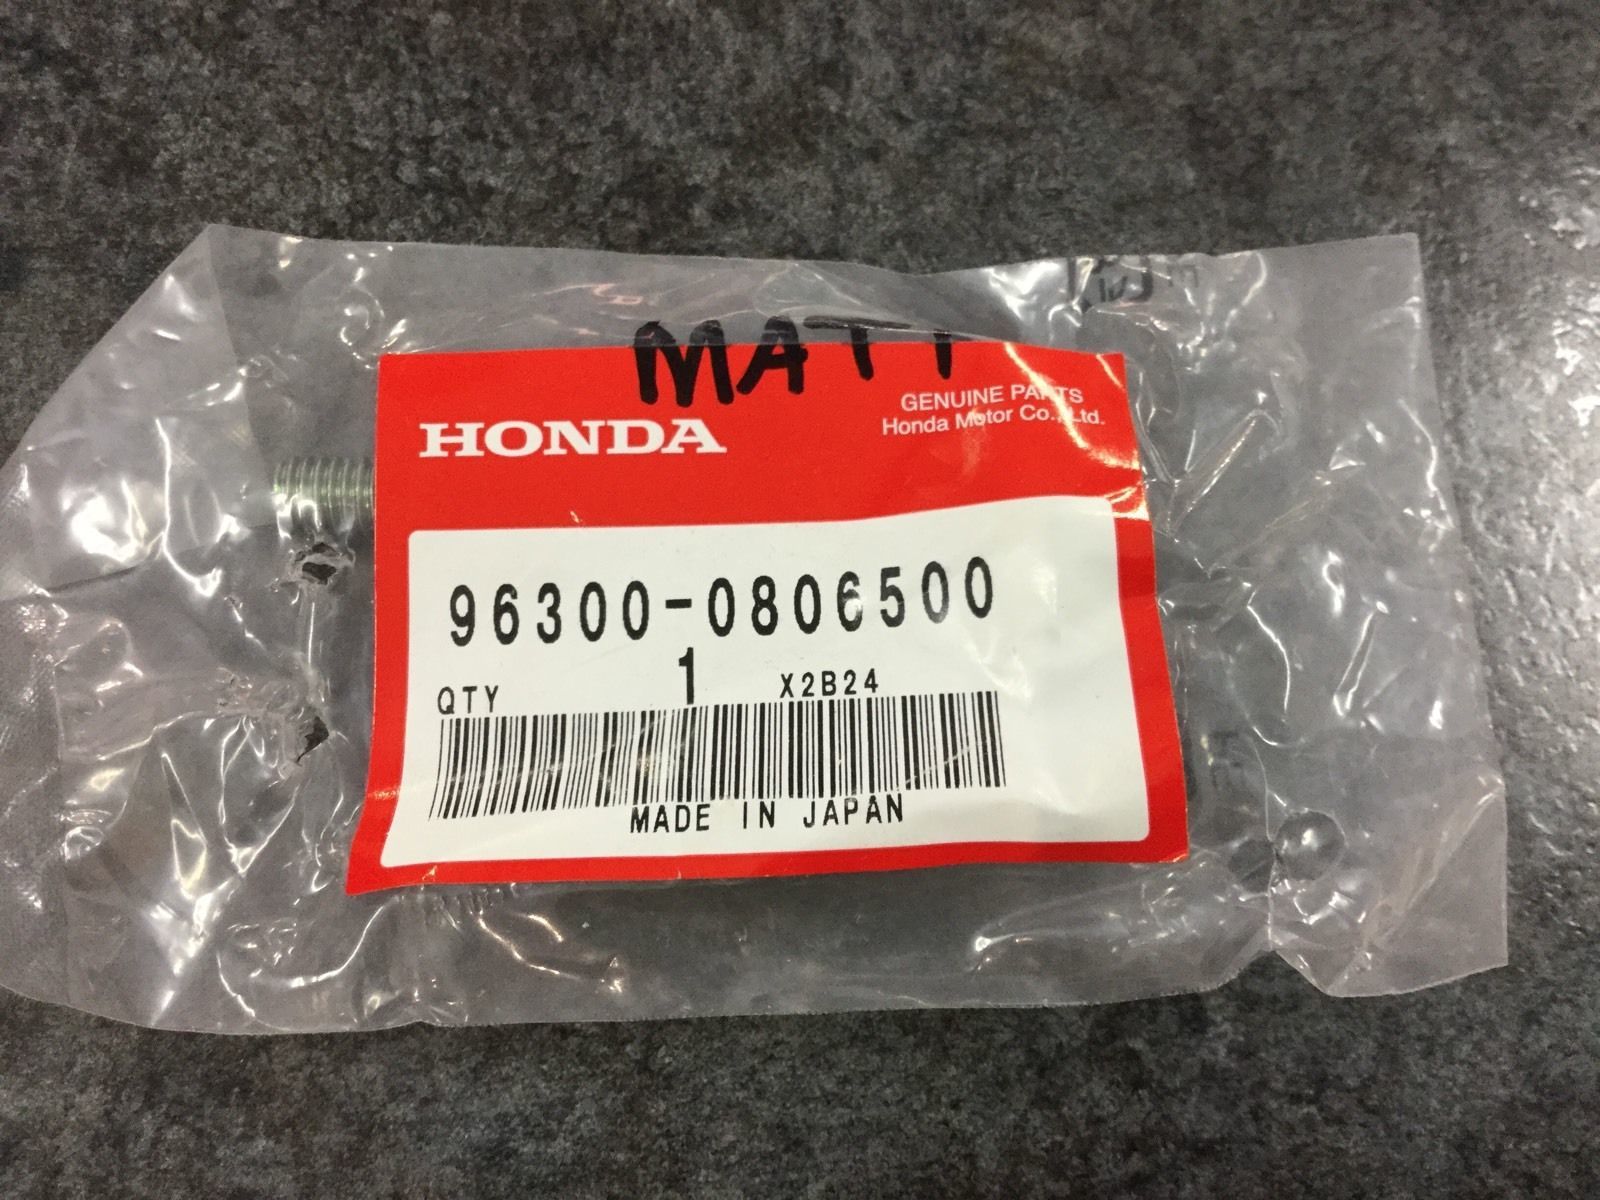 MATT
HONDA
GENUINE PARTS
Honda Motor Co., Ltd.
96300-0806500
QTY 1 X2B24
MADE IN JAPAN